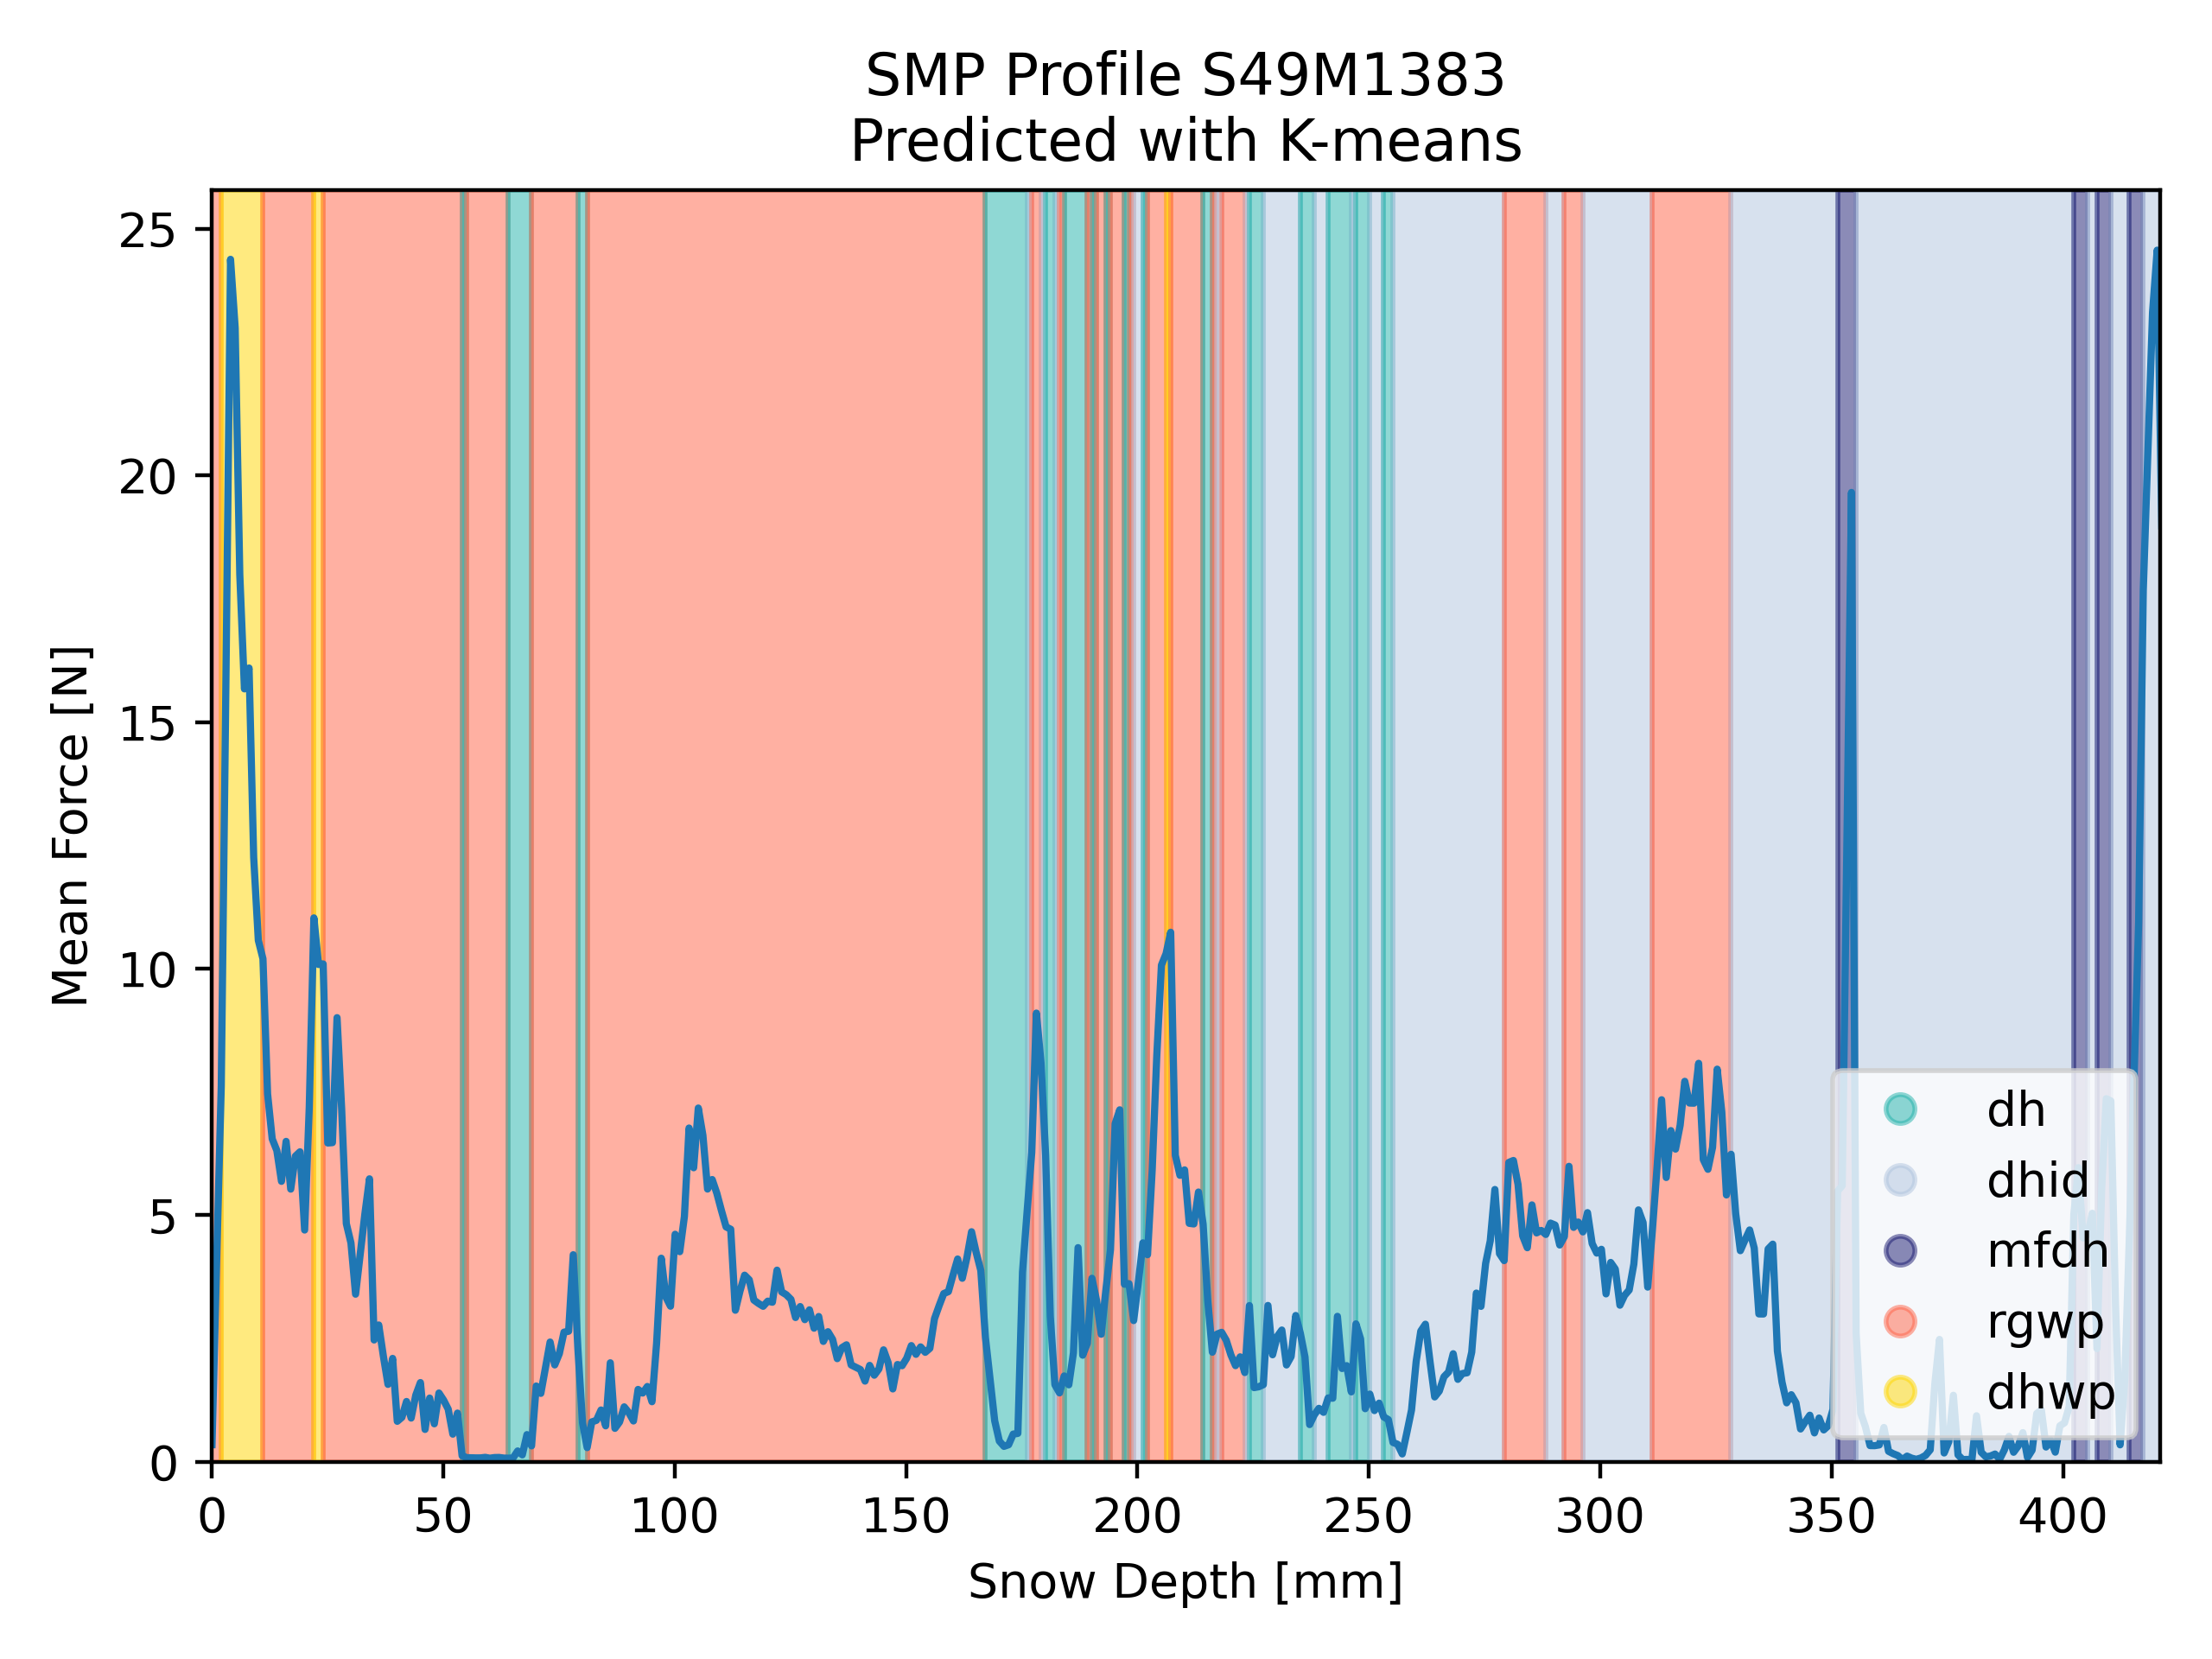 SMP Profile S49M1383
Predicted with K-means
Mean Force [N]
25
20
15
10
5
0
dh
dhid
mfdh
rgwp
dhwp
0 50 100 150 200 250 300 350 400
Snow Depth [mm]